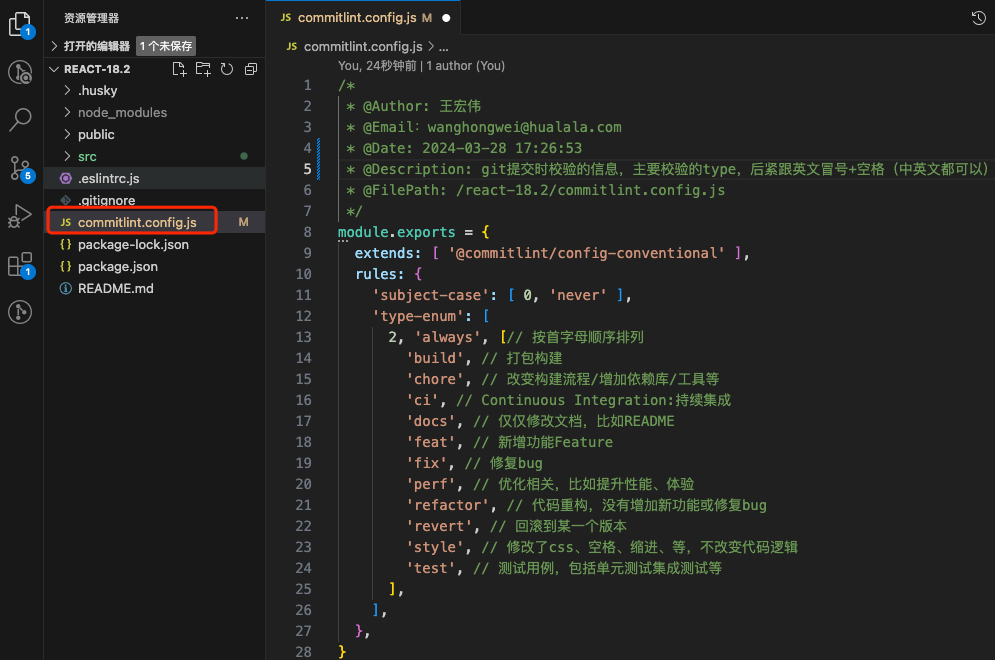 资源管理器
打开的编辑器 1个未保存
REACT-18.2
.husky
node_modules
public
src
.eslintrc.js
.gitignore
JS commitlint.config.js M
{} package-lock.json
{} package.json
README.md
1
5
1
JS commitlint.config.js M
JS commitlint.config.js > ...
You, 24秒钟前 | 1 author (You)
1 /*
2 * @Author: 王宏伟
3 * @Email: wanghongwei@hualala.com
4 * @Date: 2024-03-28 17:26:53
5 * @Description: git提交时校验的信息，主要校验的type，后紧跟英文冒号+空格（中英文都可以）
6 * @FilePath: /react-18.2/commitlint.config.js
7 */
8 module.exports = {
9 extends: [ '@commitlint/config-conventional' ],
10 rules: {
11 'subject-case': [ 0, 'never' ],
12 'type-enum': [
13 2, 'always', [// 按首字母顺序排列
14 'build', // 打包构建
15 'chore', // 改变构建流程/增加依赖库/工具等
16 'ci', // Continuous Integration:持续集成
17 'docs', // 仅仅修改文档，比如README
18 'feat', // 新增功能Feature
19 'fix', // 修复bug
20 'perf', // 优化相关，比如提升性能、体验
21 'refactor', // 代码重构，没有增加新功能或修复bug
22 'revert', // 回滚到某一个版本
23 'style', // 修改了css、空格、缩进、等，不改变代码逻辑
24 'test', // 测试用例，包括单元测试集成测试等
25 ],
26 ],
27 },
28 }